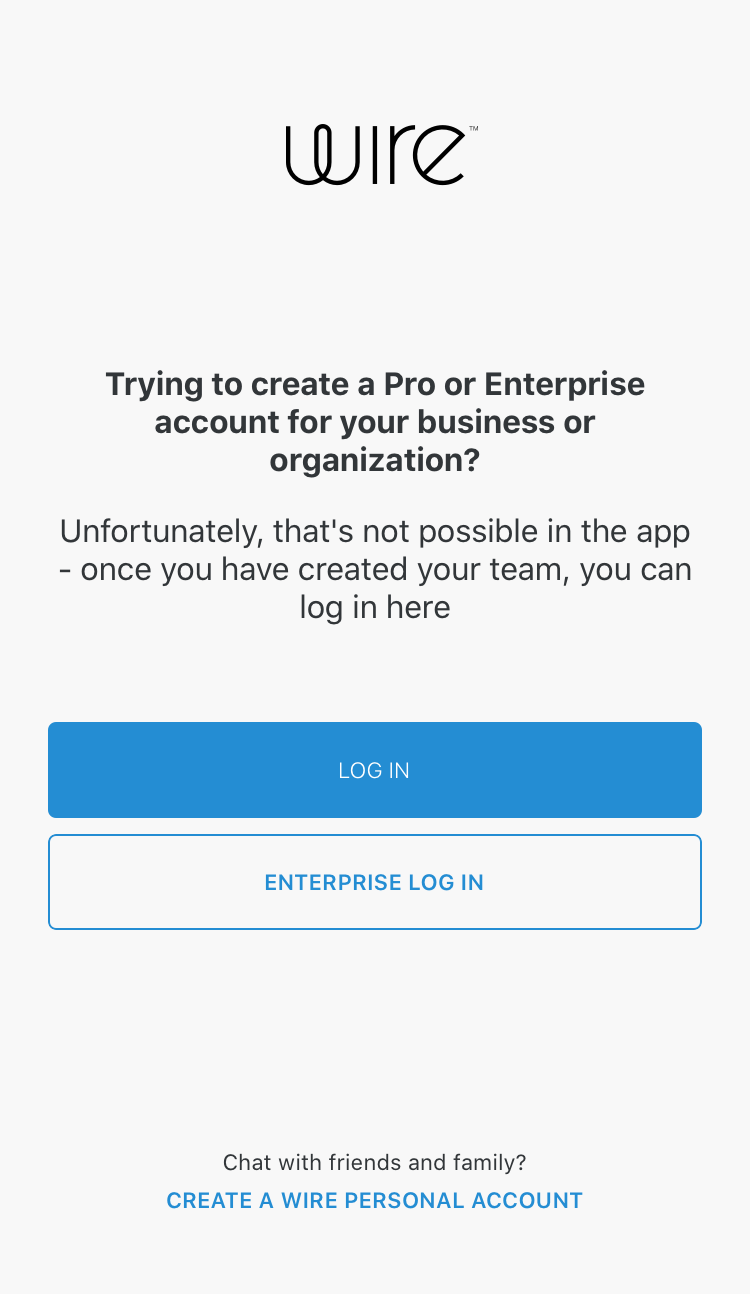 wire™
Trying to create a Pro or Enterprise
account for your business or
organization?
Unfortunately, that's not possible in the app
- once you have created your team, you can
log in here
LOG IN
ENTERPRISE LOG IN
Chat with friends and family?
CREATE A WIRE PERSONAL ACCOUNT